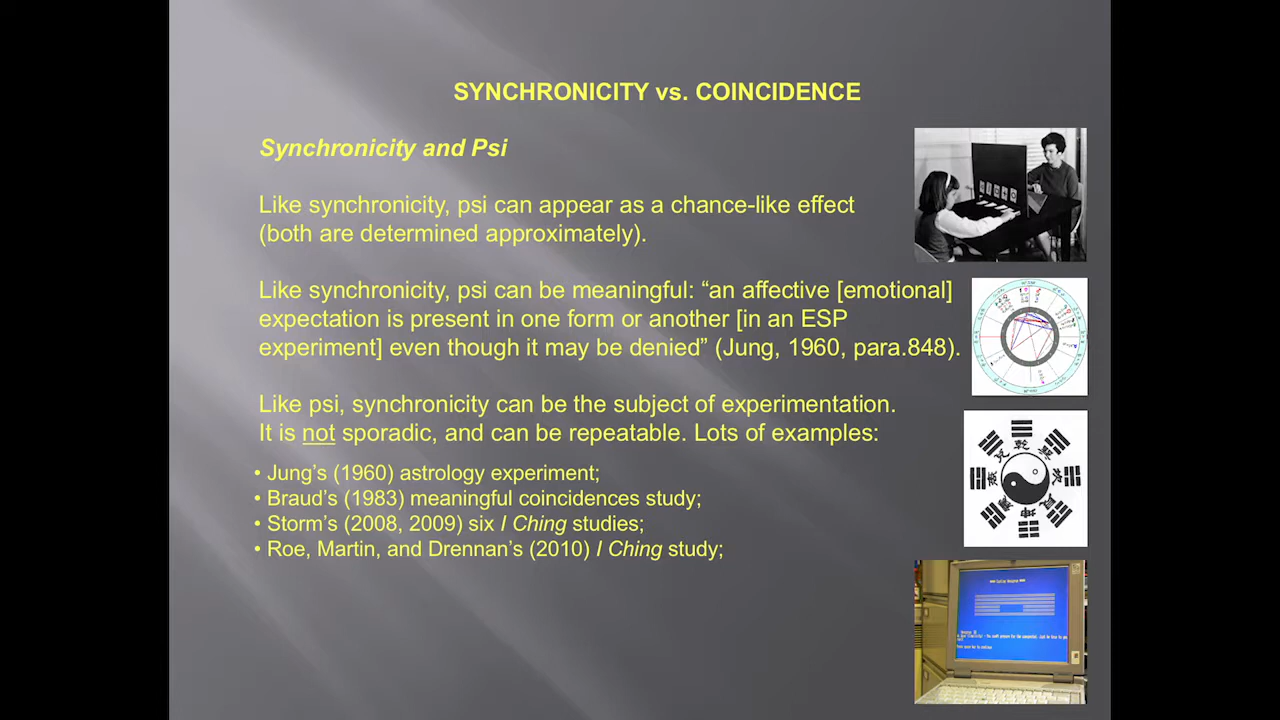 SYNCHRONICITY vs. COINCIDENCE
Synchronicity and Psi
Like synchronicity, psi can appear as a chance-like effect
(both are determined approximately).
Like synchronicity, psi can be meaningful: “an affective [emotional]
expectation is present in one form or another [in an ESP
experiment] even though it may be denied” (Jung, 1960, para.848).
Like psi, synchronicity can be the subject of experimentation.
It is not sporadic, and can be repeatable. Lots of examples:
• Jung’s (1960) astrology experiment;
• Braud’s (1983) meaningful coincidences study;
• Storm’s (2008, 2009) six I Ching studies;
• Roe, Martin, and Drennan’s (2010) I Ching study;